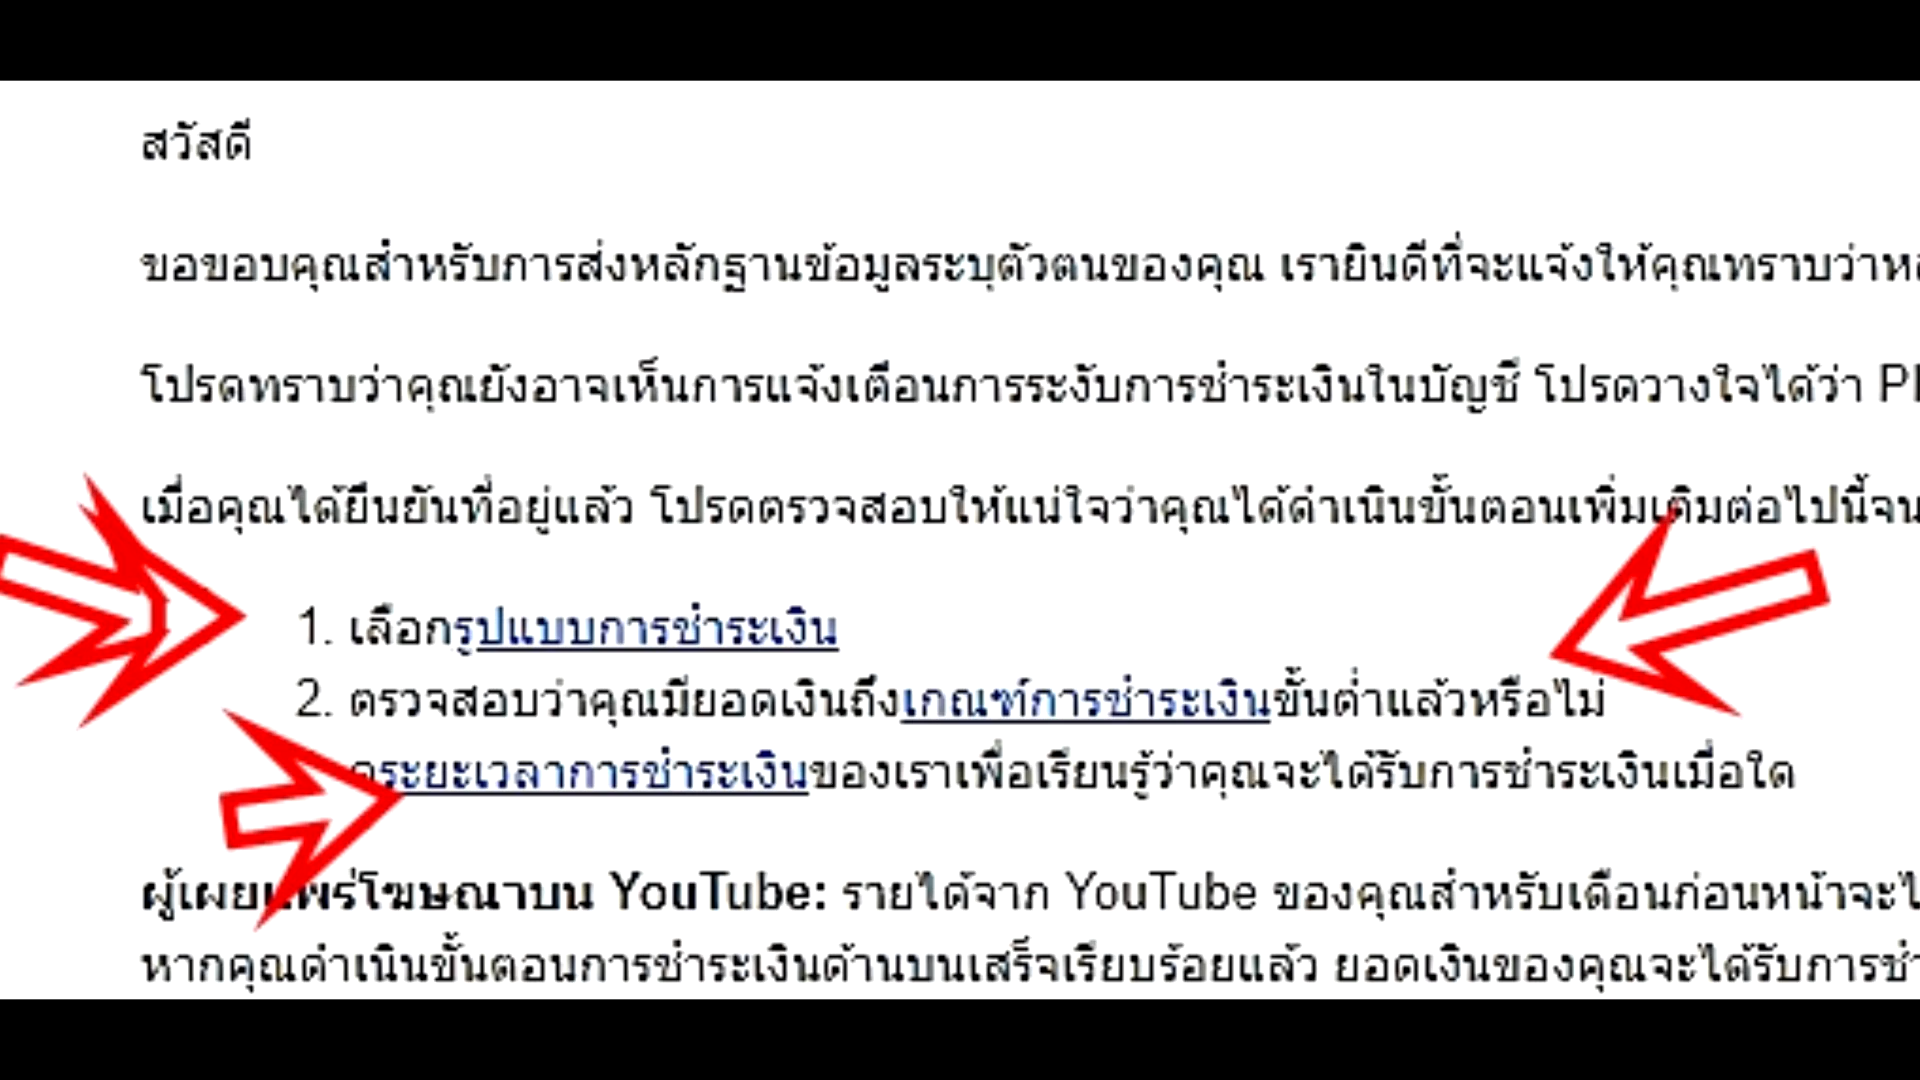 สวัสดี
ขอขอบคุณสำหรับการส่งหลักฐานข้อมูลระบุตัวตนของคุณ เรายินดีที่จะแจ้งให้คุณทราบว่า
โปรดทราบว่าคุณยังอาจเห็นการแจ้งเตือนการระงับการชำระเงินในบัญชี โปรดวางใจได้ว่า
เมื่อคุณได้ยืนยันที่อยู่แล้ว โปรดตรวจสอบให้แน่ใจว่าคุณได้ดำเนินขั้นตอนเพิ่มเติมต่อไปนี้
1. เลือกรูปแบบการชำระเงิน
2. ตรวจสอบว่าคุณมียอดเงินถึงเกณฑ์การชำระเงินขั้นต่ำแล้วหรือไม่
ระยะเวลาการชำระเงินของเราเพื่อเรียนรู้ว่าคุณจะได้รับการชำระเงินเมื่อใด
ผู้เผยแพร่โฆษณาบน YouTube: รายได้จาก YouTube ของคุณสำหรับเดือนก่อนหน้าจะ
หากคุณดำเนินขั้นตอนการชำระเงินด้านบนเสร็จเรียบร้อยแล้ว ยอดเงินของคุณจะได้รับการ